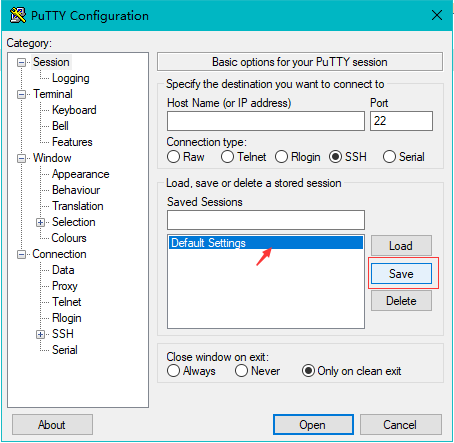 PuTTY Configuration
Category:
Session
Logging
Terminal
Keyboard
Bell
Features
Window
Appearance
Behaviour
Translation
Selection
Colours
Connection
Data
Proxy
Telnet
Rlogin
SSH
Serial
Basic options for your PuTTY session
Specify the destination you want to connect to
Host Name (or IP address) Port
22
Connection type:
Raw Telnet Rlogin SSH Serial
Load, save or delete a stored session
Saved Sessions
Default Settings
Load
Save
Delete
Close window on exit:
Always Never Only on clean exit
About Open Cancel